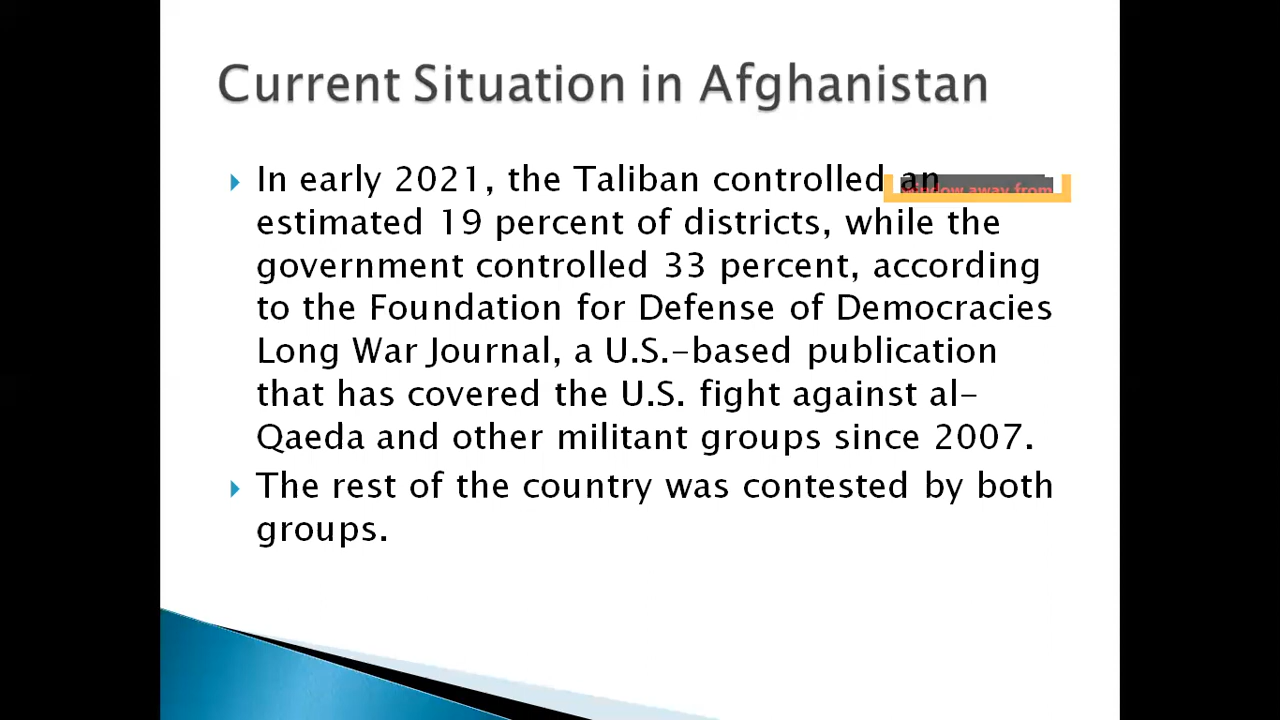 Current Situation in Afghanistan
In early 2021, the Taliban controlled an
window away from
estimated 19 percent of districts, while the
government controlled 33 percent, according
to the Foundation for Defense of Democracies
Long War Journal, a U.S.-based publication
that has covered the U.S. fight against al-
Qaeda and other militant groups since 2007.
The rest of the country was contested by both
groups.